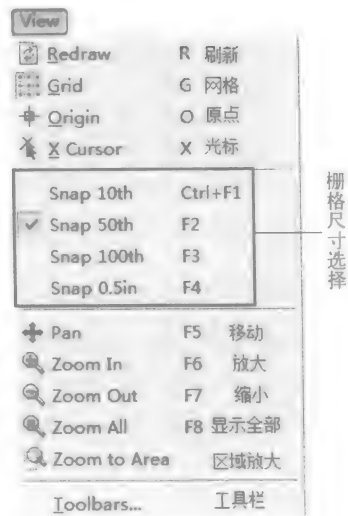 View
Redraw R 刷新
Grid G 网格
Origin O 原点
X Cursor X 光标
Snap 10th Ctrl+F1
Snap 50th F2
Snap 100th F3
Snap 0.5in F4
栅格尺寸选择
Pan F5 移动
Zoom In F6 放大
Zoom Out F7 缩小
Zoom All F8 显示全部
Zoom to Area 区域放大
Toolbars... 工具栏